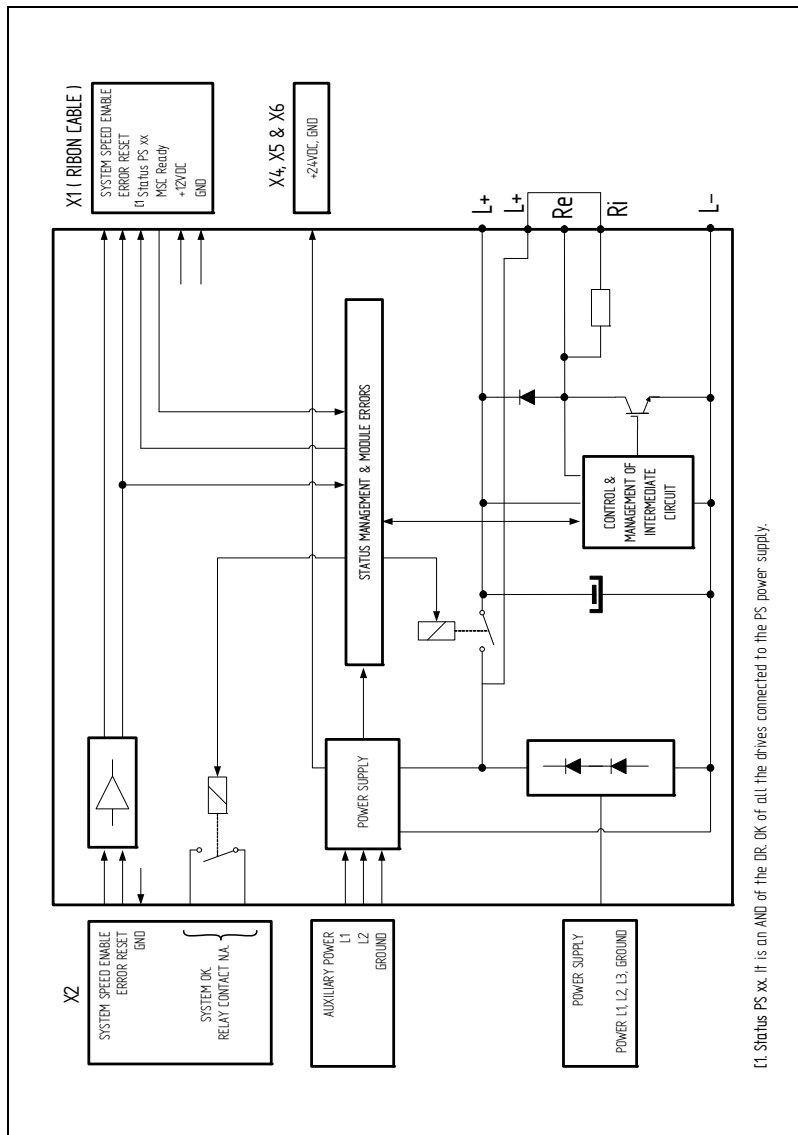 X1 ( RIBON CABLE )
SYSTEM SPEED ENABLE
ERROR RESET
[1 Status PS xx
MSC Ready
+12VDC
GND
X4, X5 & X6
+24VDC, GND
L+
L+
Re
Ri
L-
STATUS MANAGEMENT & MODULE ERRORS
CONTROL &
MANAGEMENT OF
INTERMEDIATE
CIRCUIT
POWER SUPPLY
X2
SYSTEM SPEED ENABLE
ERROR RESET
GND
SYSTEM OK.
RELAY CONTACT N.A.
AUXILIARY POWER
L1
L2
GROUND
POWER SUPPLY
POWER L1, L2, L3, GROUND
[1. Status PS xx. It is an AND of the DR. OK of all the drives connected to the PS power supply.